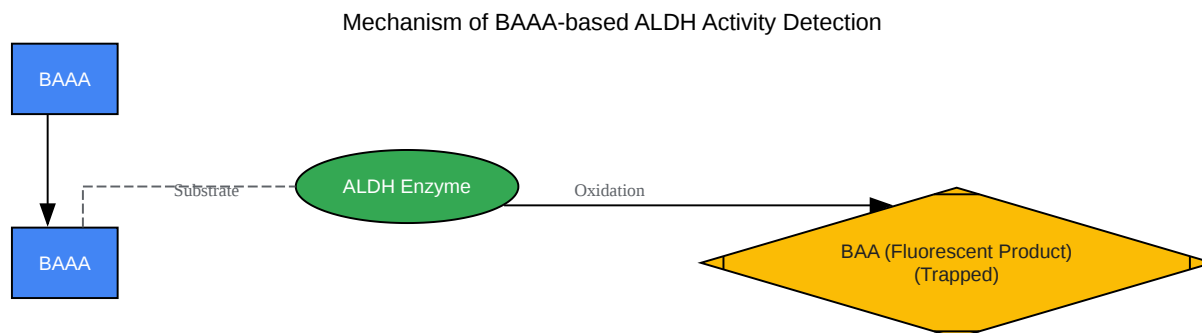 Mechanism of BAAA-based ALDH Activity Detection
BAAA
Substrate
ALDH Enzyme
Oxidation
BAAA
BAA (Fluorescent Product)
(Trapped)